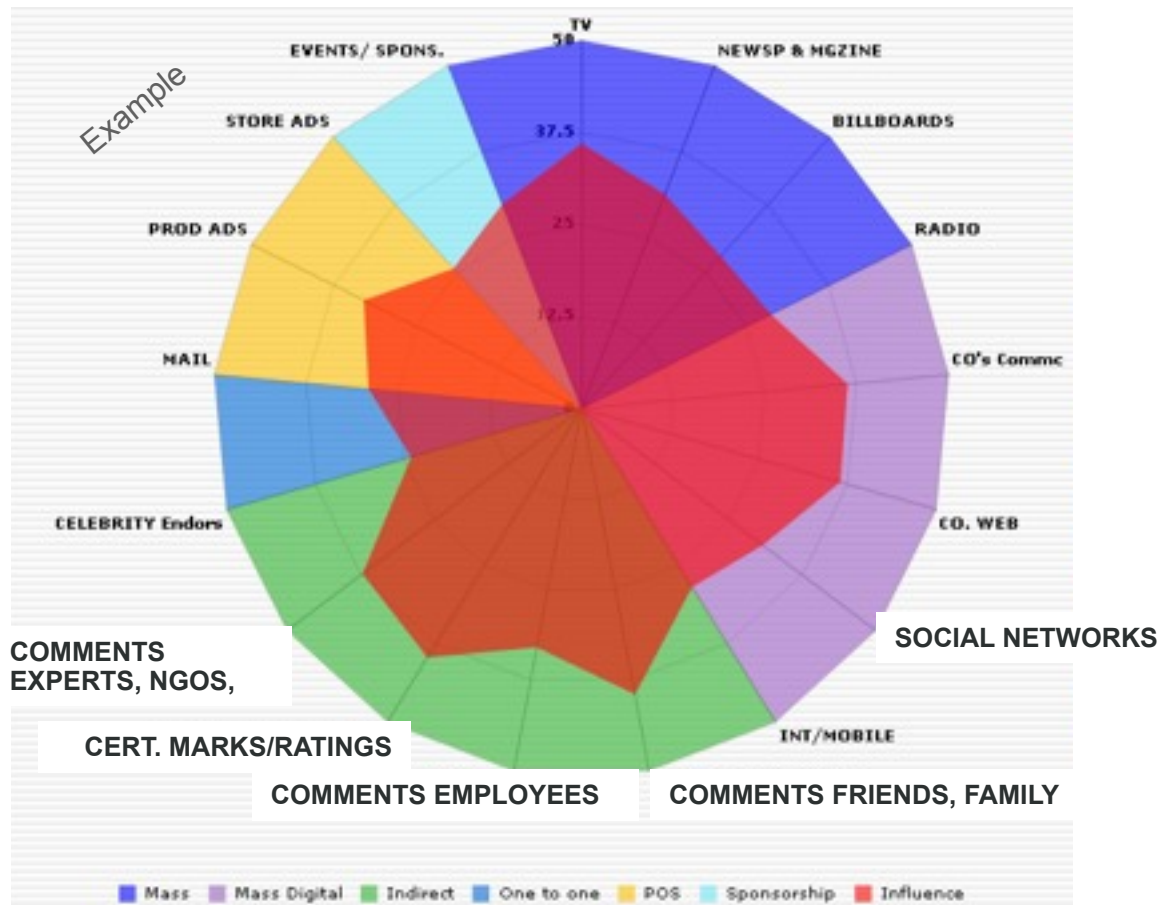 TV
50
EVENTS/ SPONS.
NEWSP & MGZINE
Example
STORE ADS
37.5
BILLBOARDS
PROD ADS
25
RADIO
12.5
MAIL
CO's Commc
CELEBRITY Endors
CO. WEB
SOCIAL NETWORKS
COMMENTS
EXPERTS, NGOS,
INT/MOBILE
CERT. MARKS/RATINGS
COMMENTS EMPLOYEES
COMMENTS FRIENDS, FAMILY
Mass Mass Digital Indirect One to one POS Sponsorship Influence